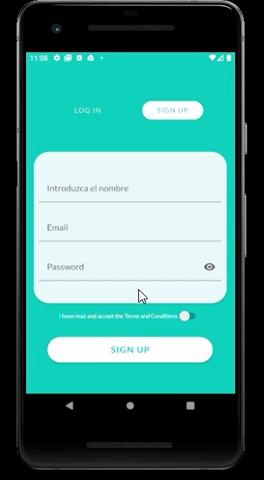 11:08
LOG IN
SIGN UP
Introduzca el nombre
Email
Password
I have read and accept the Terms and Conditions
SIGN UP